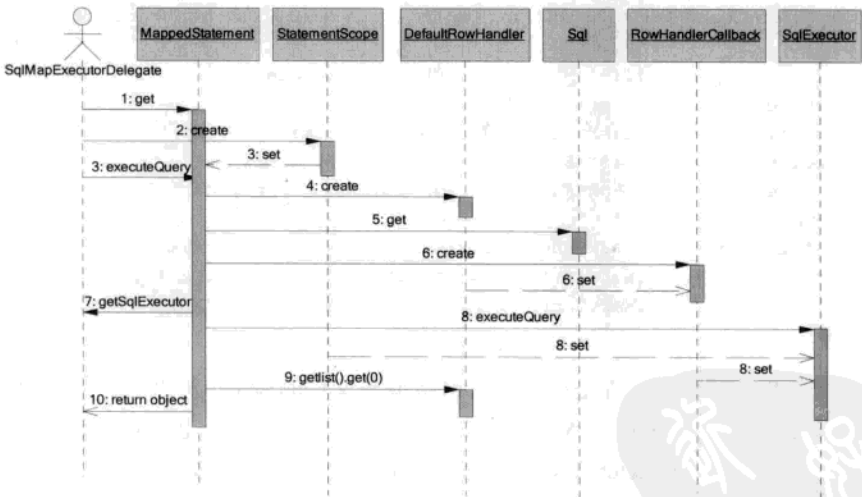 MappedStatement
StatementScope
DefaultRowHandler
Sql
RowHandlerCallback
SqlExecutor
SqlMapExecutorDelegate
1: get
2: create
3: set
3: executeQuery
4: create
5: get
6: create
6: set
7: getSqlExecutor
8: executeQuery
8: set
8: set
9: getlist().get(0)
10: return object